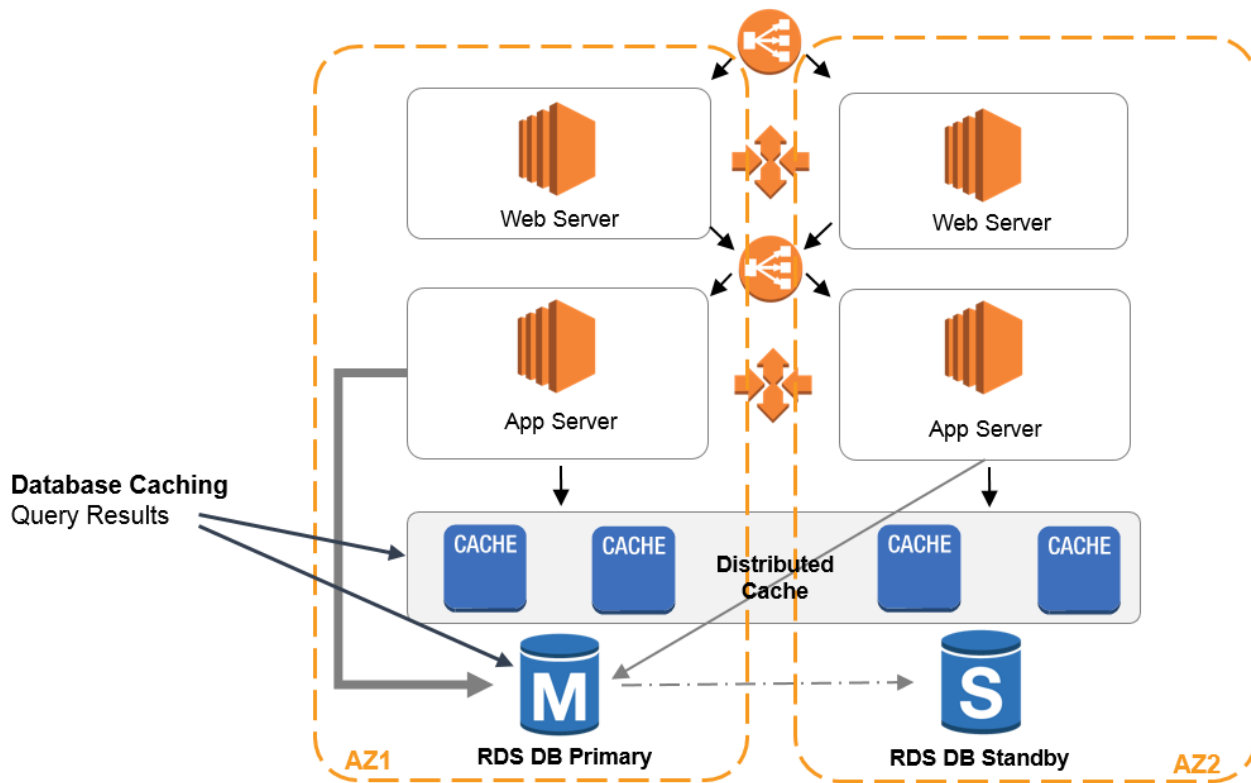 Web Server
Web Server
App Server
App Server
Database Caching
Query Results
CACHE
CACHE
Distributed
Cache
CACHE
CACHE
M
S
RDS DB Primary
RDS DB Standby
AZ1
AZ2